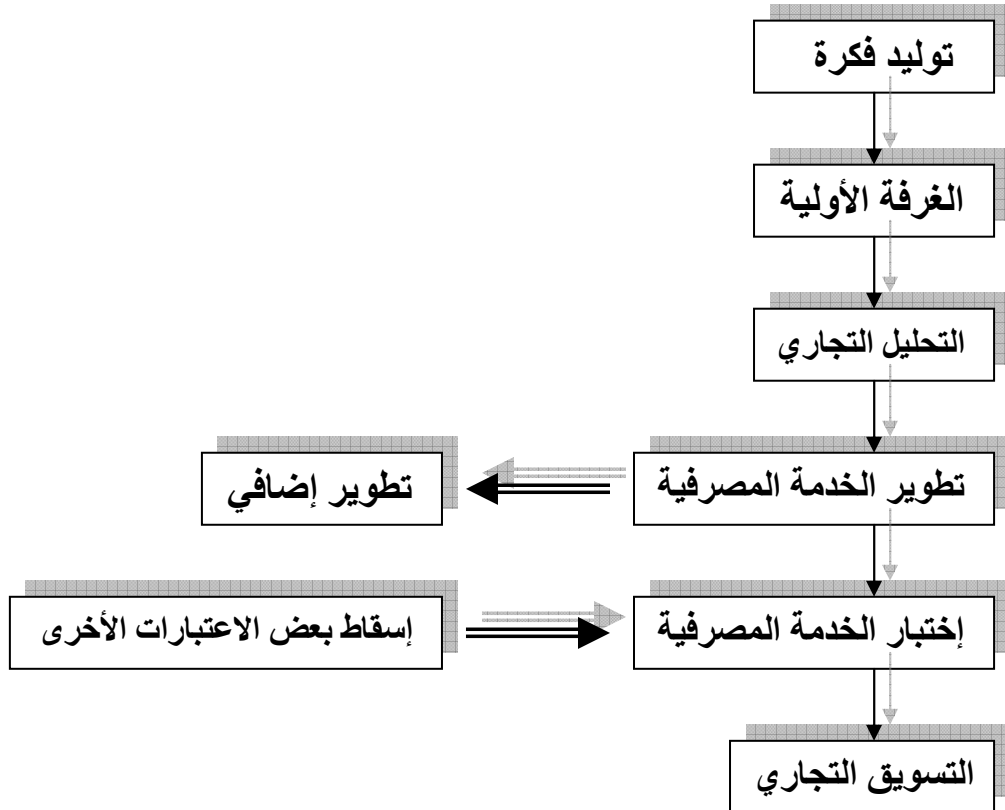 توليد فكرة
الغرفة الأولية
التحليل التجاري
تطوير الخدمة المصرفية
تطوير إضافي
إختبار الخدمة المصرفية
إسقاط بعض الاعتبارات الأخرى
التسويق التجاري